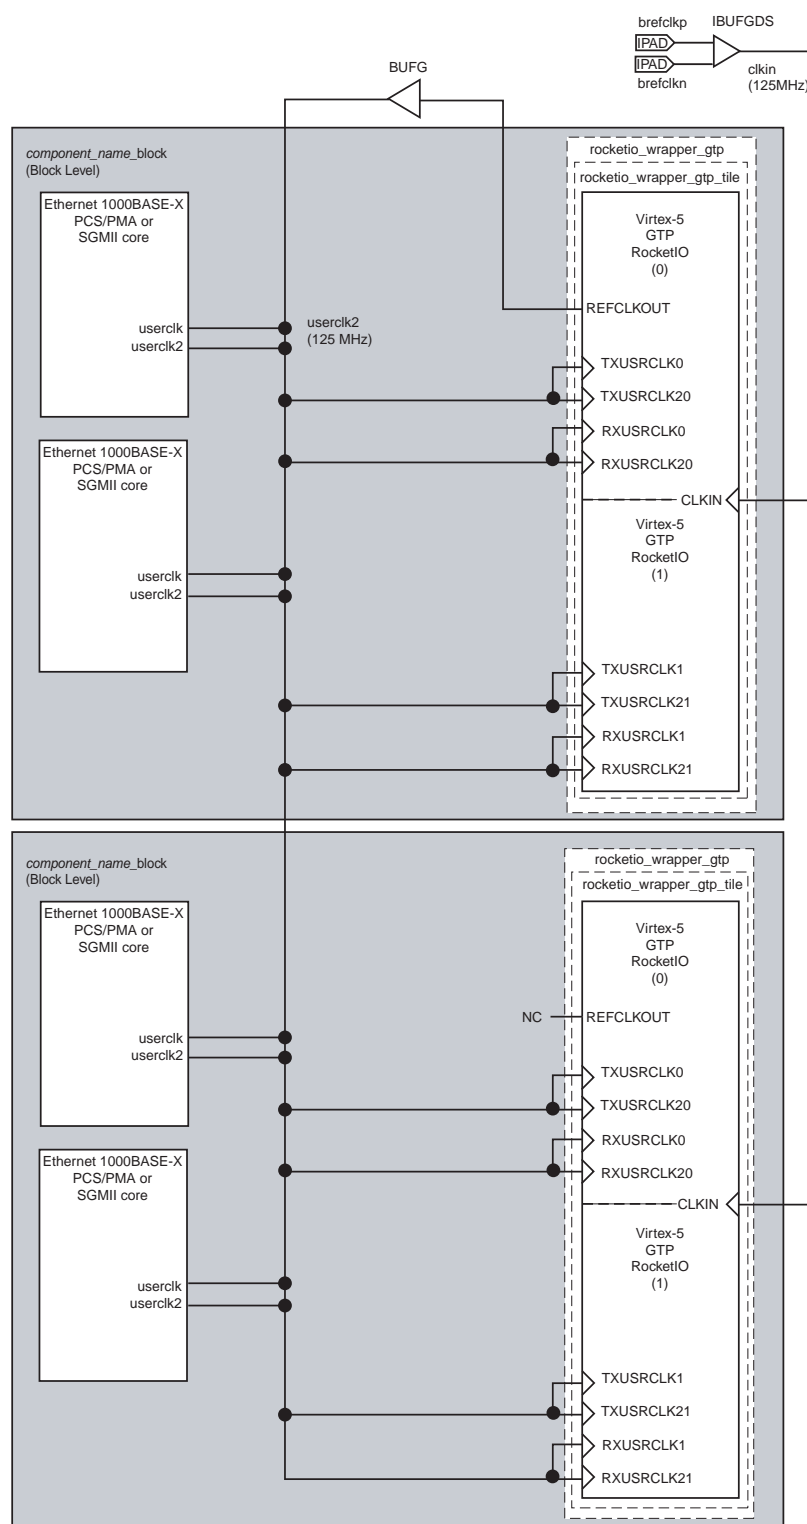 brefclkp
IBUFGDS
IPAD
IPAD
brefclkn
clkin
(125MHz)
BUFG
component_name_block
(Block Level)
rocketio_wrapper_gtp
rocketio_wrapper_gtp_tile
Ethernet 1000BASE-X
PCS/PMA or
SGMII core
userclk
userclk2
userclk2
(125 MHz)
Virtex-5
GTP
RocketIO
(0)
REFCLKOUT
TXUSRCLK0
TXUSRCLK20
RXUSRCLK0
RXUSRCLK20
CLKIN
Ethernet 1000BASE-X
PCS/PMA or
SGMII core
userclk
userclk2
Virtex-5
GTP
RocketIO
(1)
TXUSRCLK1
TXUSRCLK21
RXUSRCLK1
RXUSRCLK21
component_name_block
(Block Level)
rocketio_wrapper_gtp
rocketio_wrapper_gtp_tile
Ethernet 1000BASE-X
PCS/PMA or
SGMII core
userclk
userclk2
Virtex-5
GTP
RocketIO
(0)
NC
REFCLKOUT
TXUSRCLK0
TXUSRCLK20
RXUSRCLK0
RXUSRCLK20
CLKIN
Ethernet 1000BASE-X
PCS/PMA or
SGMII core
userclk
userclk2
Virtex-5
GTP
RocketIO
(1)
TXUSRCLK1
TXUSRCLK21
RXUSRCLK1
RXUSRCLK21